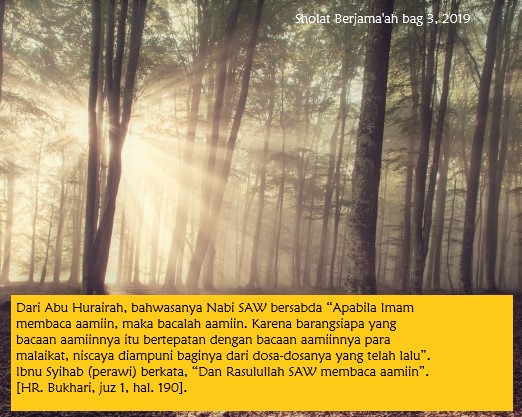 Sholat Berjama'ah bag 3, 2019
Dari Abu Hurairah, bahwasanya Nabi SAW bersabda “Apabila Imam
membaca aamiin, maka bacalah aamiin. Karena barangsiapa yang
bacaan aamiinnya itu bertepatan dengan bacaan aamiinnya para
malaikat, niscaya diampuni baginya dari dosa-dosanya yang telah lalu”.
Ibnu Syihab (perawi) berkata, “Dan Rasulullah SAW membaca aamiin”.
[HR. Bukhari, juz 1, hal. 190].